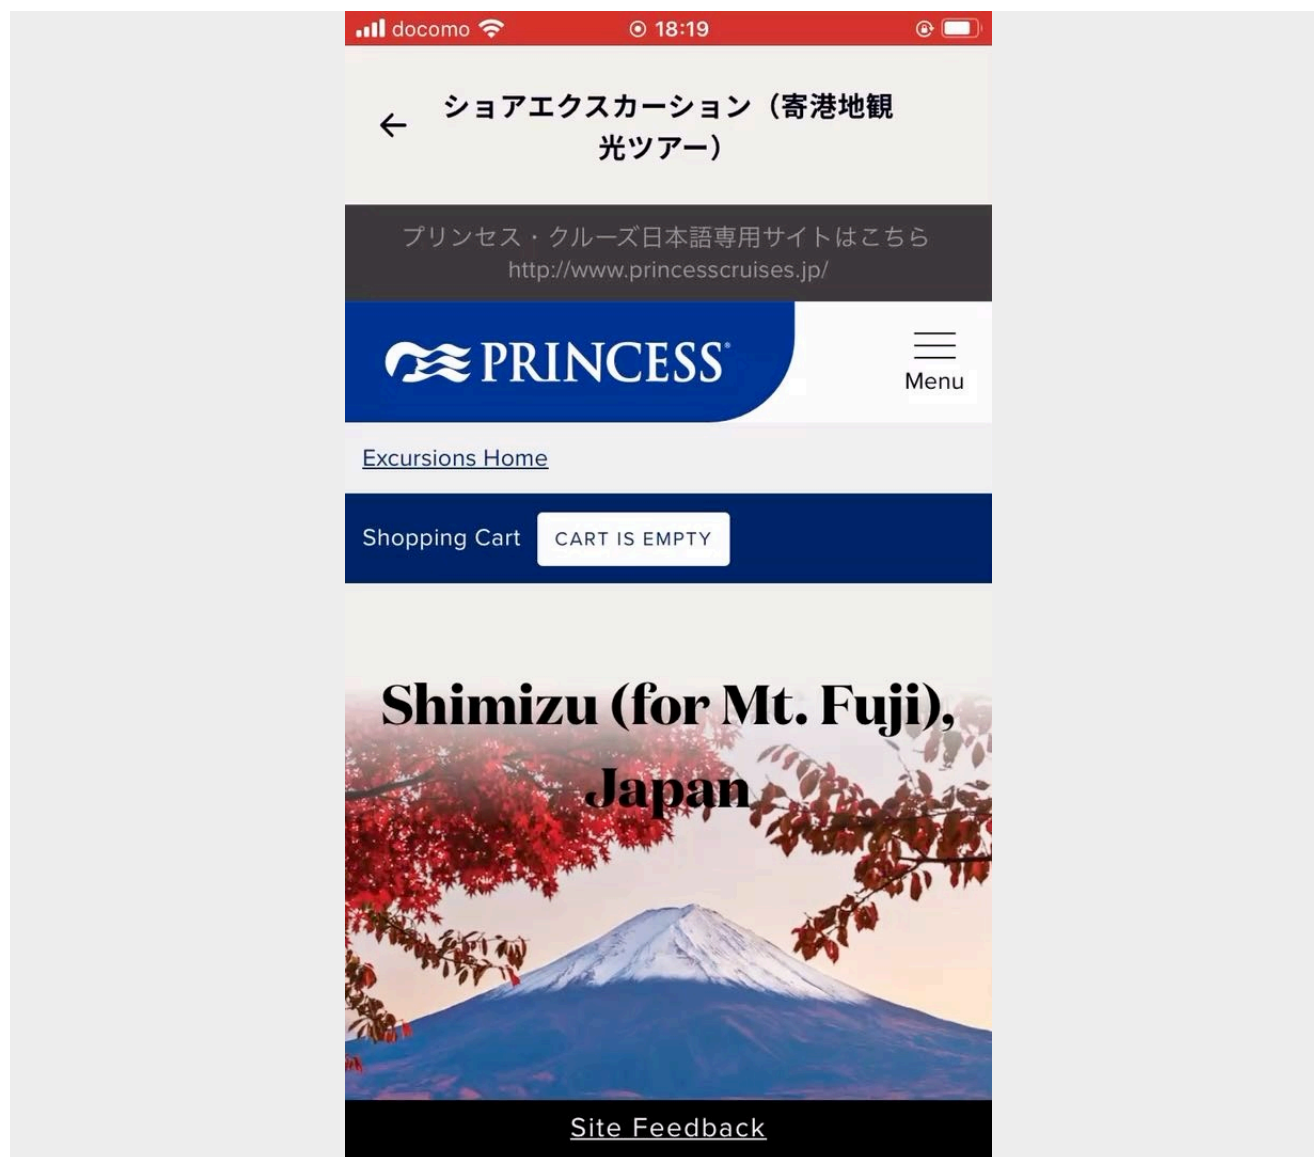 docomo 18:19
ショアエクスカーション（寄港地観
光ツアー）
プリンセス・クルーズ日本語専用サイトはこちら
http://www.princesscruises.jp/
PRINCESS®
Menu
Excursions Home
Shopping Cart CART IS EMPTY
Shimizu (for Mt. Fuji),
Japan
Site Feedback